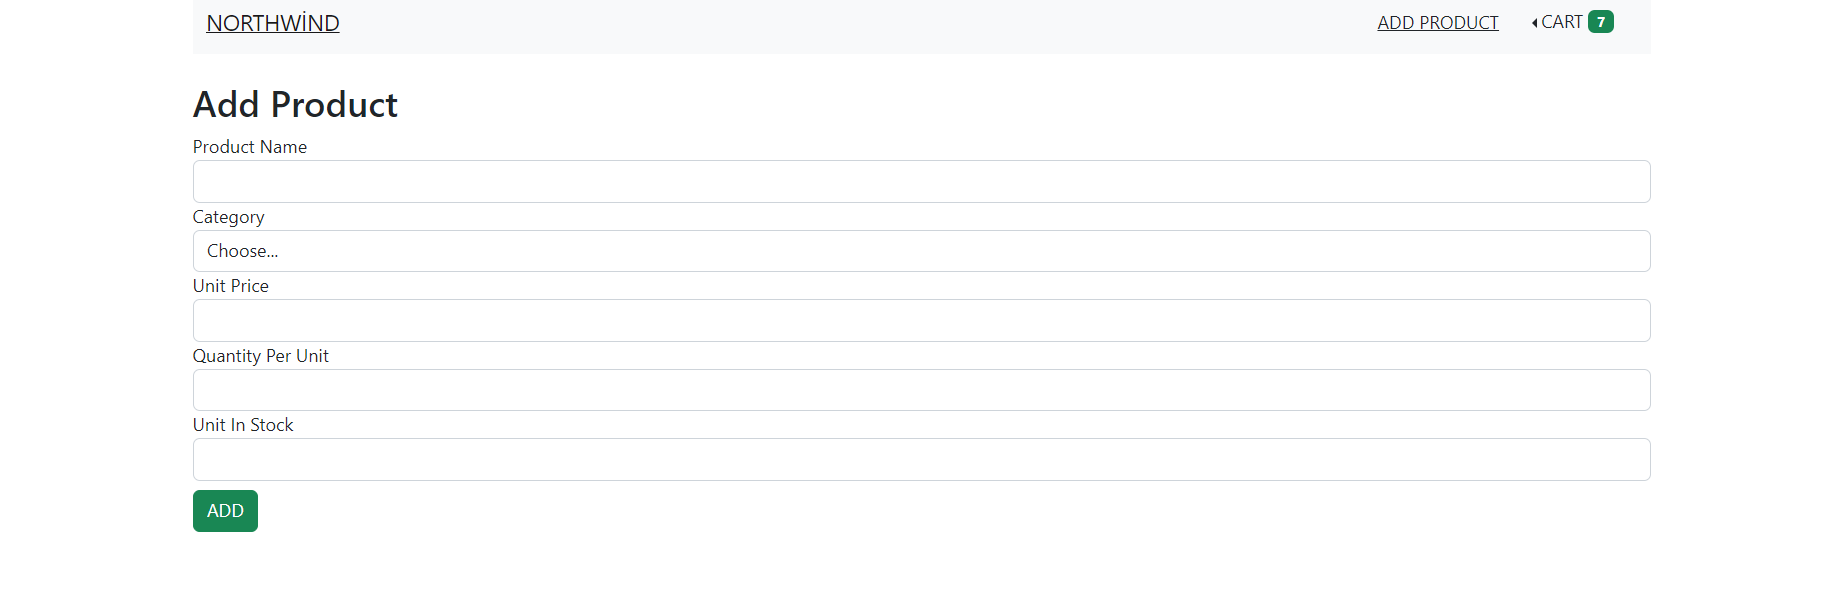 NORTHWİND ADD PRODUCT CART 7
Add Product
Product Name
Category
Choose...
Unit Price
Quantity Per Unit
Unit In Stock
ADD